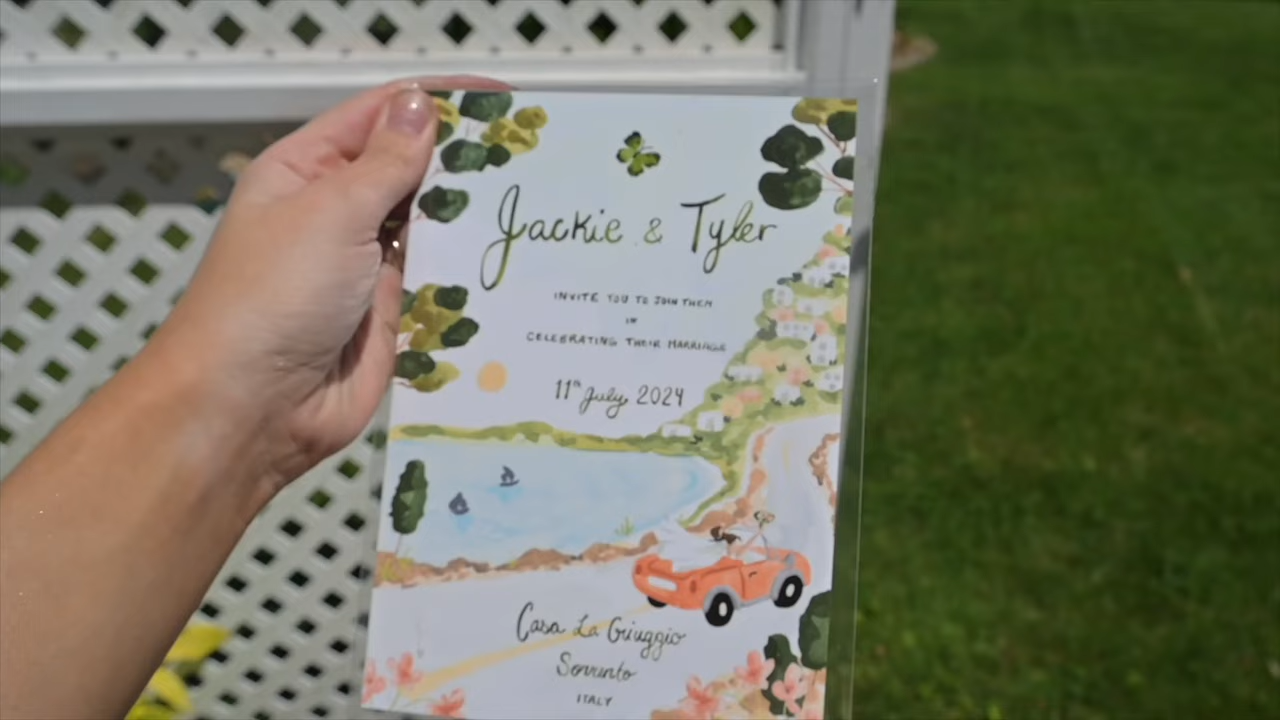 Jackie & Tyler
INVITE YOU TO JOIN THEM
IN
CELEBRATING THEIR MARRIAGE
11th July 2024
Casa La Giuggio
Sorrento
ITALY